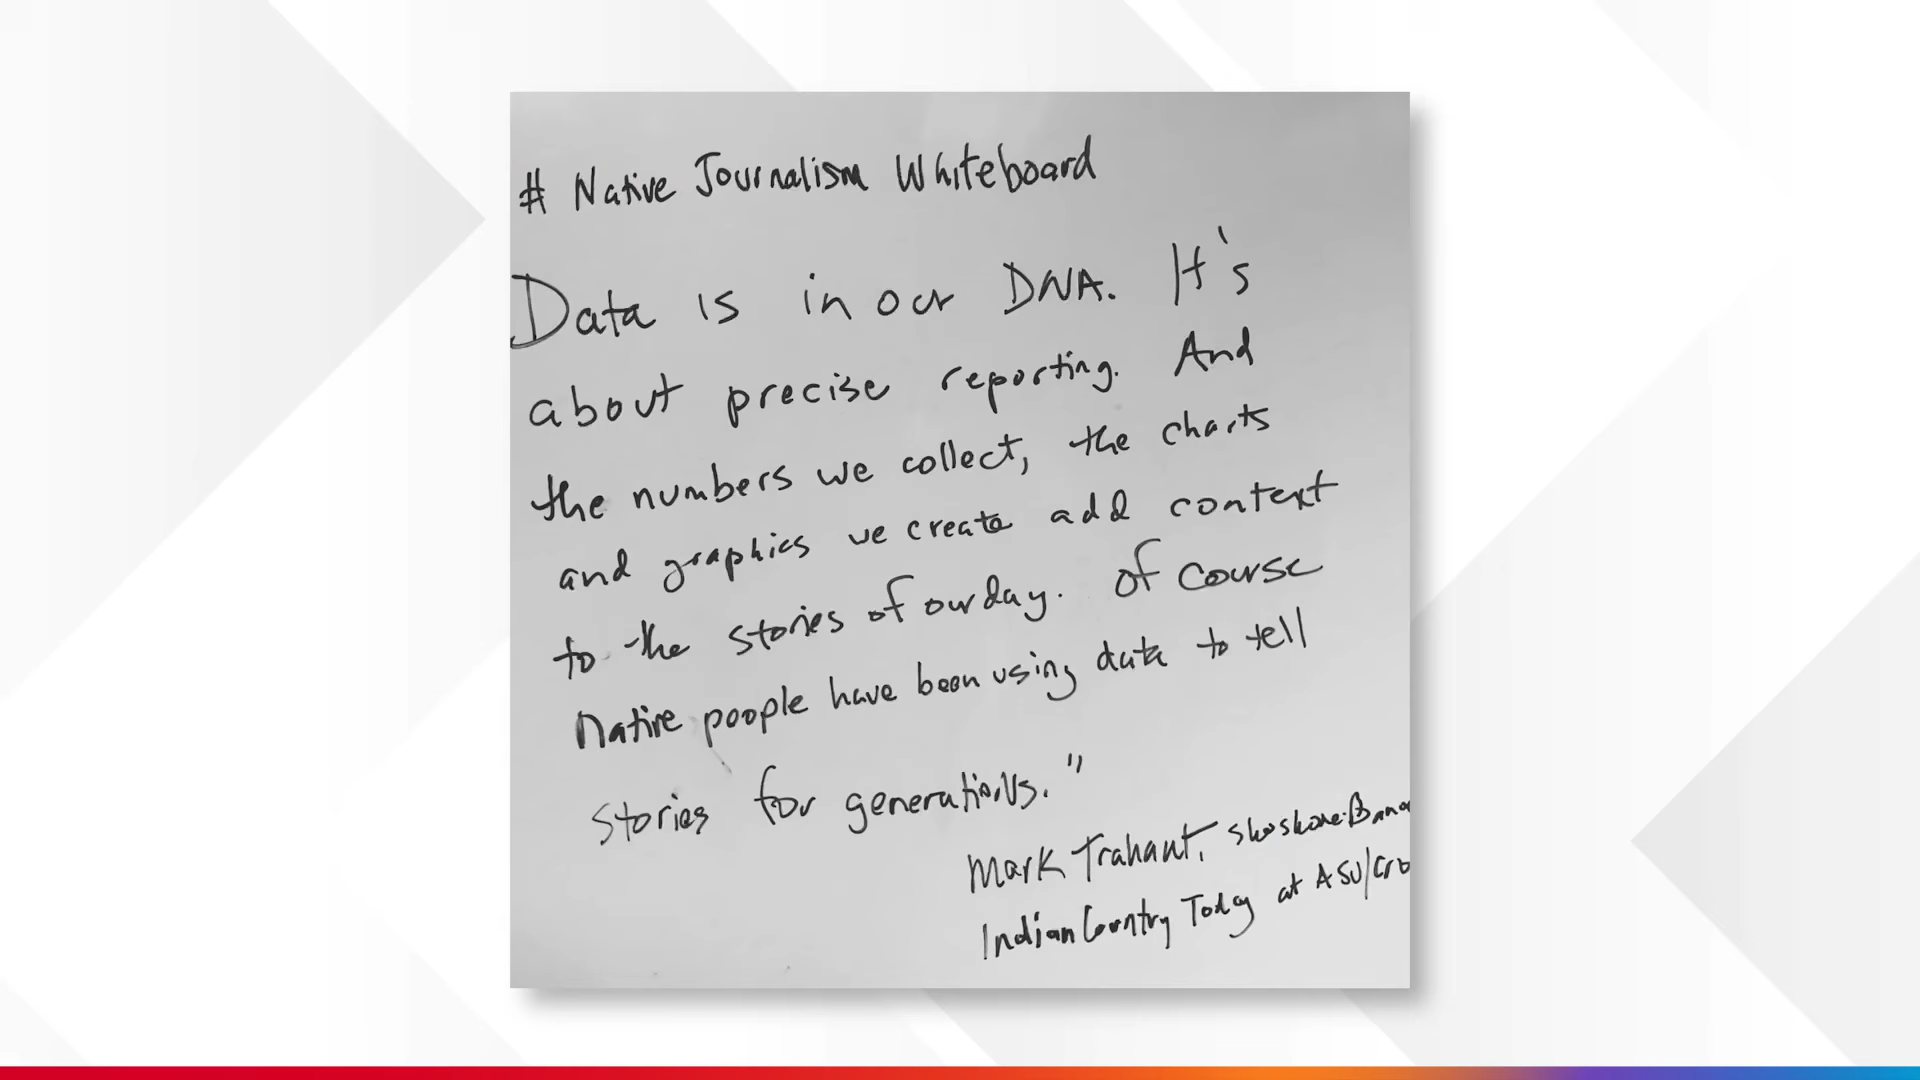 # Native Journalism Whiteboard
Data is in our DNA. It's
about precise reporting. And
the numbers we collect, the charts
and graphics we create add context
to the stories of our day. Of course
Native people have been using data to tell
stories for generations."
Mark Trahant, Shoshone-Banno
Indian Country Today at ASU/Cro